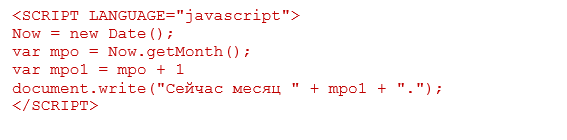 <SCRIPT LANGUAGE="javascript">
Now = new Date();
var mpo = Now.getMonth();
var mpo1 = mpo + 1
document.write("Сейчас месяц " + mpo1 + ".");
</SCRIPT>